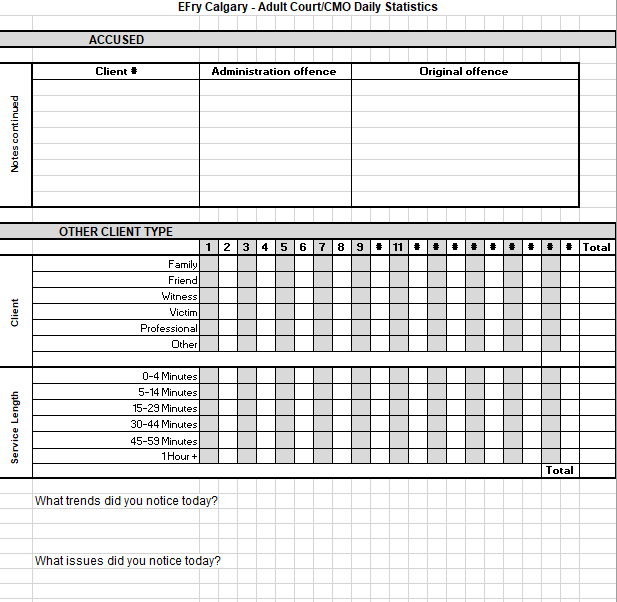 EFry Calgary - Adult Court/CMO Daily Statistics
ACCUSED
Client # Administration offence Original offence
Notes continued
OTHER CLIENT TYPE
1 2 3 4 5 6 7 8 9 # 11 # # # # # # # # # Total
Client
Family
Friend
Witness
Victim
Professional
Other
Service Length
0-4 Minutes
5-14 Minutes
15-29 Minutes
30-44 Minutes
45-59 Minutes
1 Hour +
Total
What trends did you notice today?
What issues did you notice today?